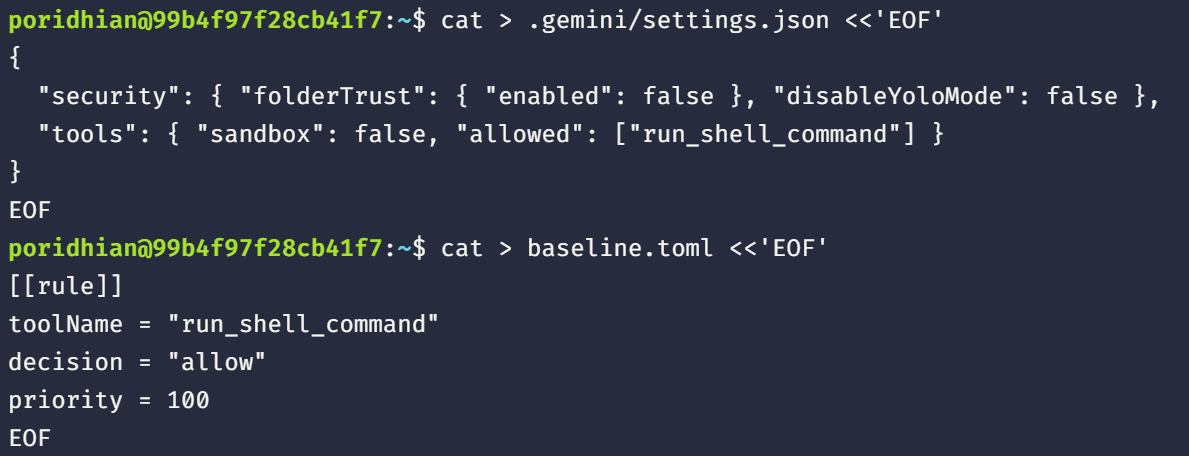 poridhian@99b4f97f28cb41f7:~$ cat > .gemini/settings.json <<'EOF'
{
  "security": { "folderTrust": { "enabled": false }, "disableYoloMode": false },
  "tools": { "sandbox": false, "allowed": ["run_shell_command"] }
}
EOF
poridhian@99b4f97f28cb41f7:~$ cat > baseline.toml <<'EOF'
[[rule]]
toolName = "run_shell_command"
decision = "allow"
priority = 100
EOF